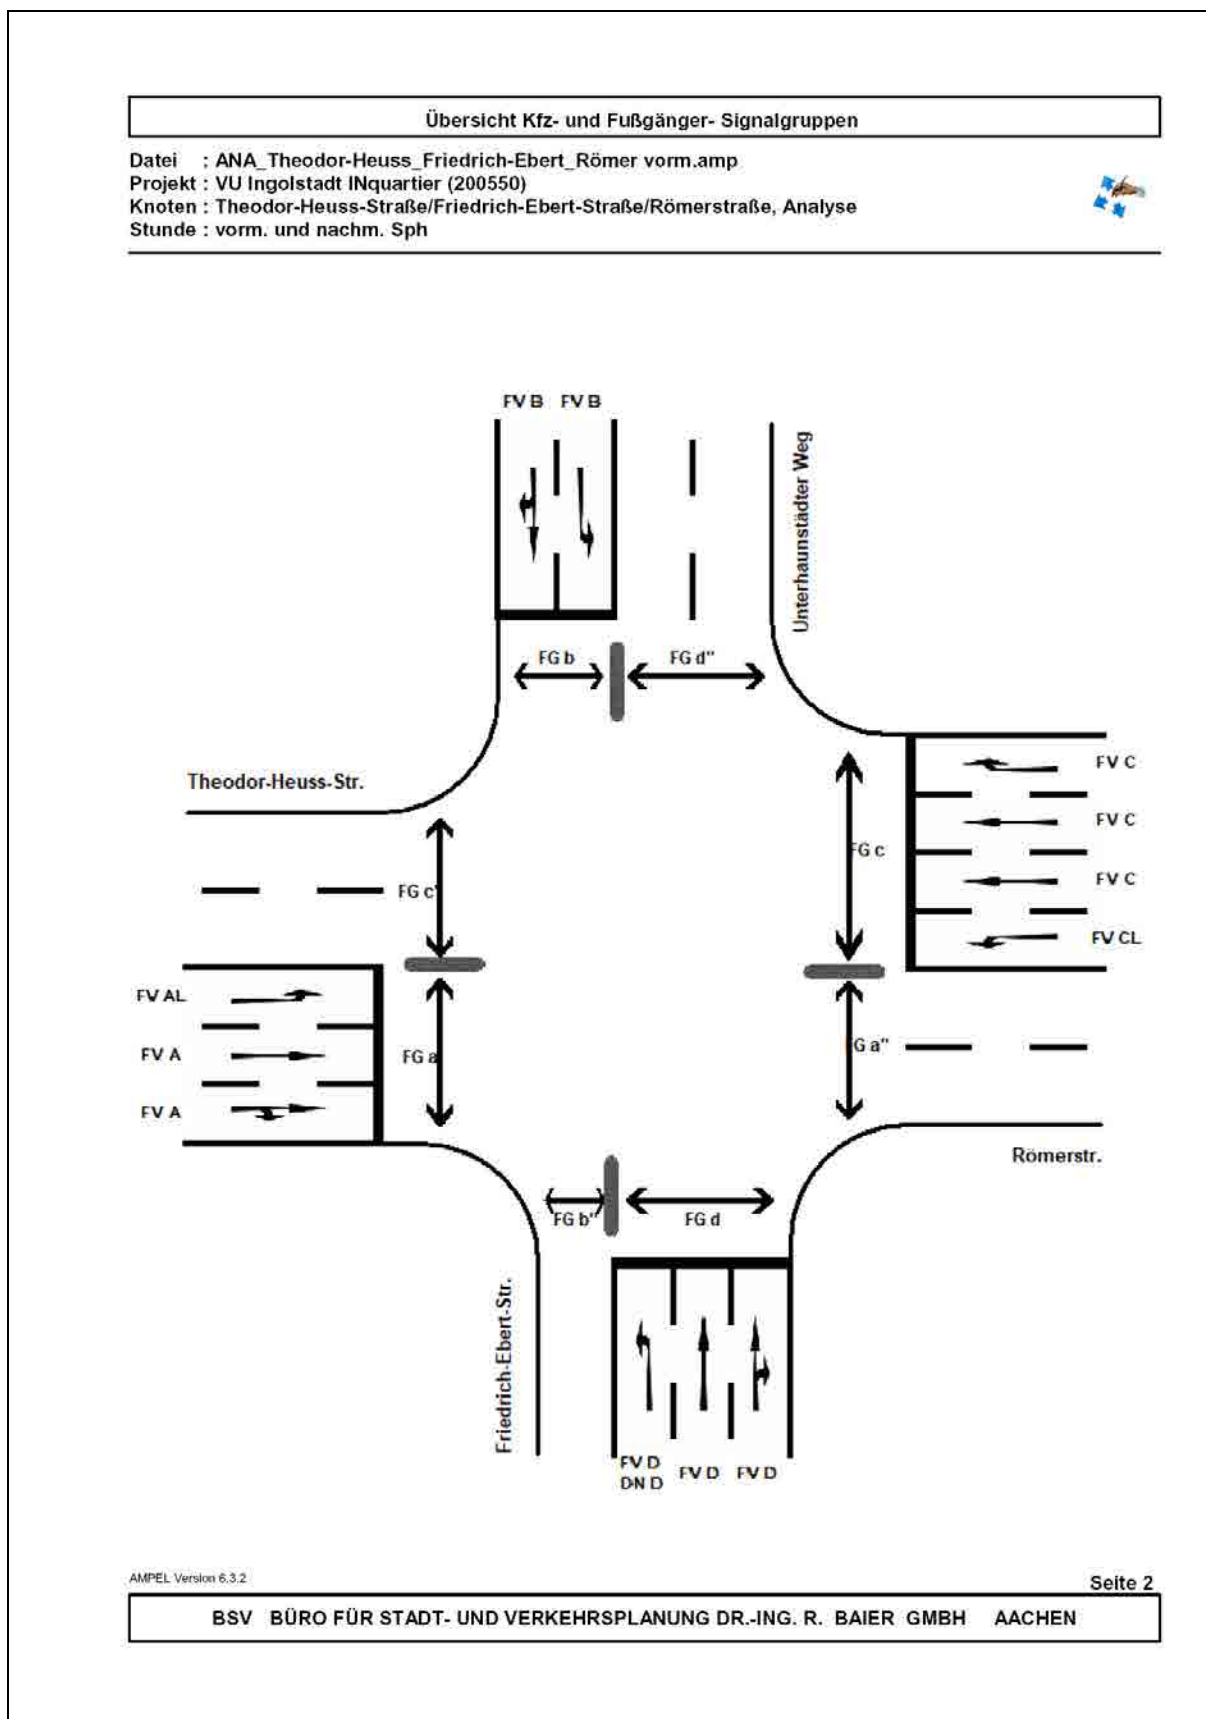 Übersicht Kfz- und Fußgänger- Signalgruppen
Datei : ANA_Theodor-Heuss_Friedrich-Ebert_Römer vorm.amp
Projekt : VU Ingolstadt INquartier (200550)
Knoten : Theodor-Heuss-Straße/Friedrich-Ebert-Straße/Römerstraße, Analyse
Stunde : vorm. und nachm. Sph
FV B FV B
Unterhaunstädter Weg
FG b FG d"
Theodor-Heuss-Str.
FV C
FV C
FG c
FG c'
FV C
FV CL
FV AL
FV A
FG a
G a"
FV A
Römerstr.
FG b" FG d
Friedrich-Ebert-Str.
FV D FV D FV D
DN D
AMPEL Version 6.3.2
Seite 2
BSV BÜRO FÜR STADT- UND VERKEHRSPLANUNG DR.-ING. R. BAIER GMBH AACHEN